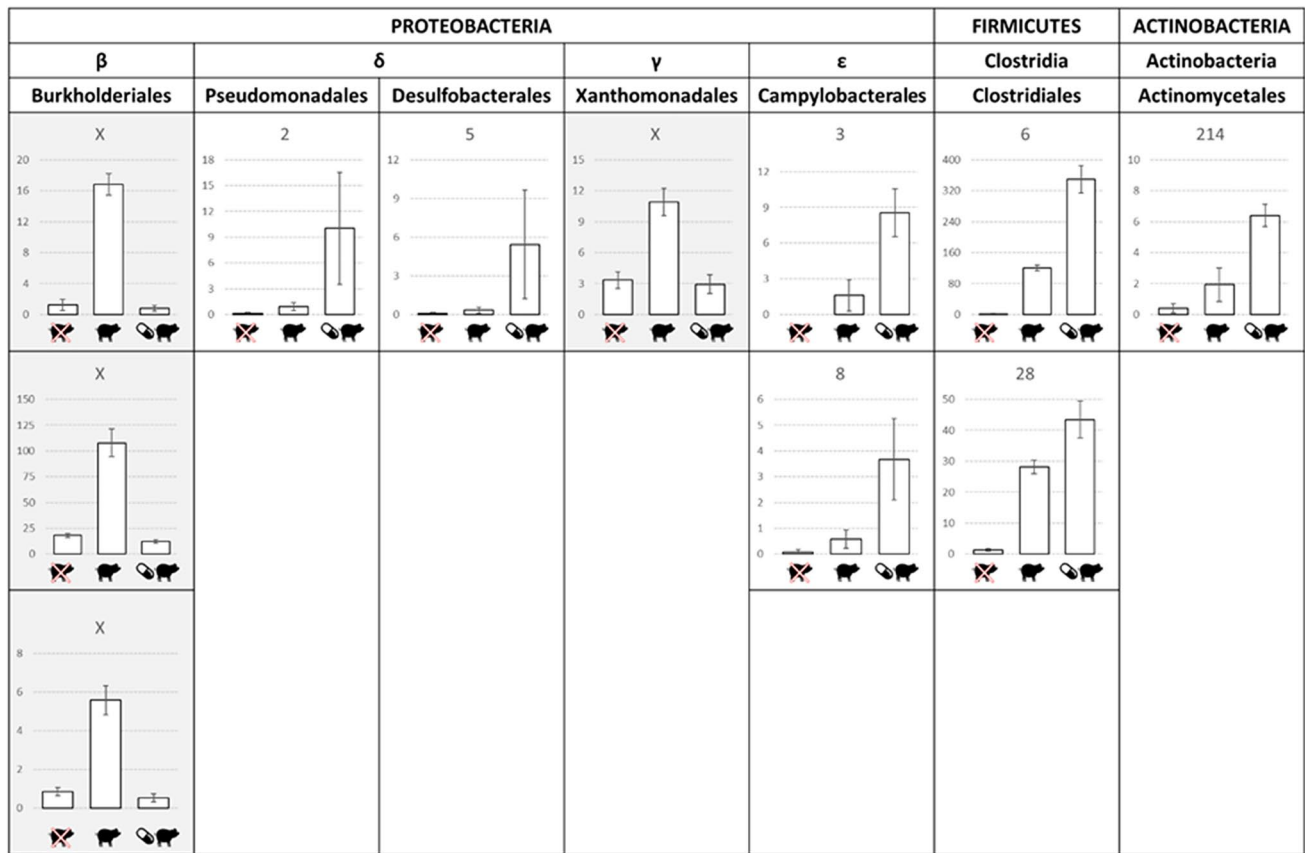 PROTEOBACTERIA FIRMICUTES ACTINOBACTERIA
β δ γ ε Clostridia Actinobacteria
Burkholderiales Pseudomonadales Desulfobacterales Xanthomonadales Campylobacterales Clostridiales Actinomycetales
X 2 5 X 3 6 214
20 18 12 15 12 400 10
16 15 9 12 9 320 8
12 12 6 9 6 240 6
8 9 3 6 3 160 4
4 6 0 3 0 80 2
0 3 0 0 0
0
X 8 28
150 6 50
125 5 40
100 4 30
75 3 20
50 2 10
25 1 0
0 0
X
8
6
4
2
0